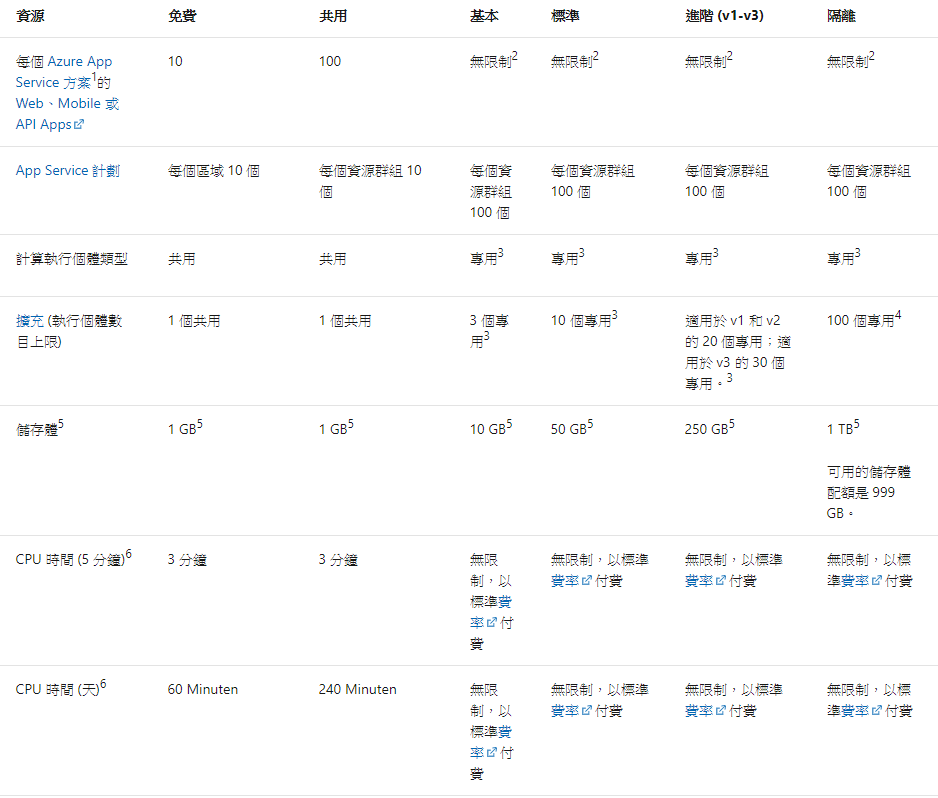 資源 免費 共用 基本 標準 進階 (v1-v3) 隔離
每個 Azure App 10 100 無限制2 無限制2 無限制2 無限制2
Service 方案1的
Web、Mobile 或
API Apps
App Service 計劃 每個區域 10 個 每個資源群組 10 每個資 每個資源群組 每個資源群組 每個資源群組
個 源群組 100 個 100 個 100 個
100 個
計算執行個體類型 共用 共用 專用3 專用3 專用3 專用3
擴充 (執行個體數 1 個共用 1 個共用 3 個專 10 個專用3 適用於 v1 和 v2 100 個專用4
目上限) 用3 的 20 個專用；適
用於 v3 的 30 個
專用。3
儲存體5 1 GB5 1 GB5 10 GB5 50 GB5 250 GB5 1 TB5
可用的儲存體
配額是 999
GB。
CPU 時間 (5 分鐘)6 3 分鐘 3 分鐘 無限 無限制，以標準 無限制，以標準 無限制，以標
制，以 費率付費 費率付費 準費率付費
標準費
率付
費
CPU 時間 (天)6 60 Minuten 240 Minuten 無限 無限制，以標準 無限制，以標準 無限制，以標
制，以 費率付費 費率付費 準費率付費
標準費
率付
費